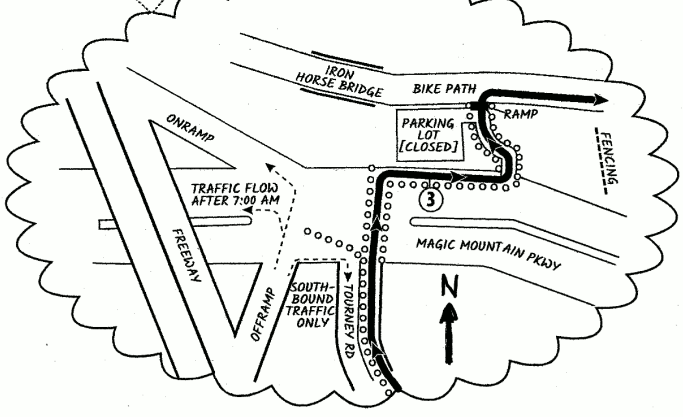 IRON
HORSE BRIDGE
BIKE PATH
ONRAMP
PARKING
LOT
[CLOSED]
RAMP
FENCING
TRAFFIC FLOW
AFTER 7:00 AM
3
FREEWAY
MAGIC MOUNTAIN PKWY
OFFRAMP
SOUTH-
BOUND
TRAFFIC
ONLY
TOURNEY RD
N